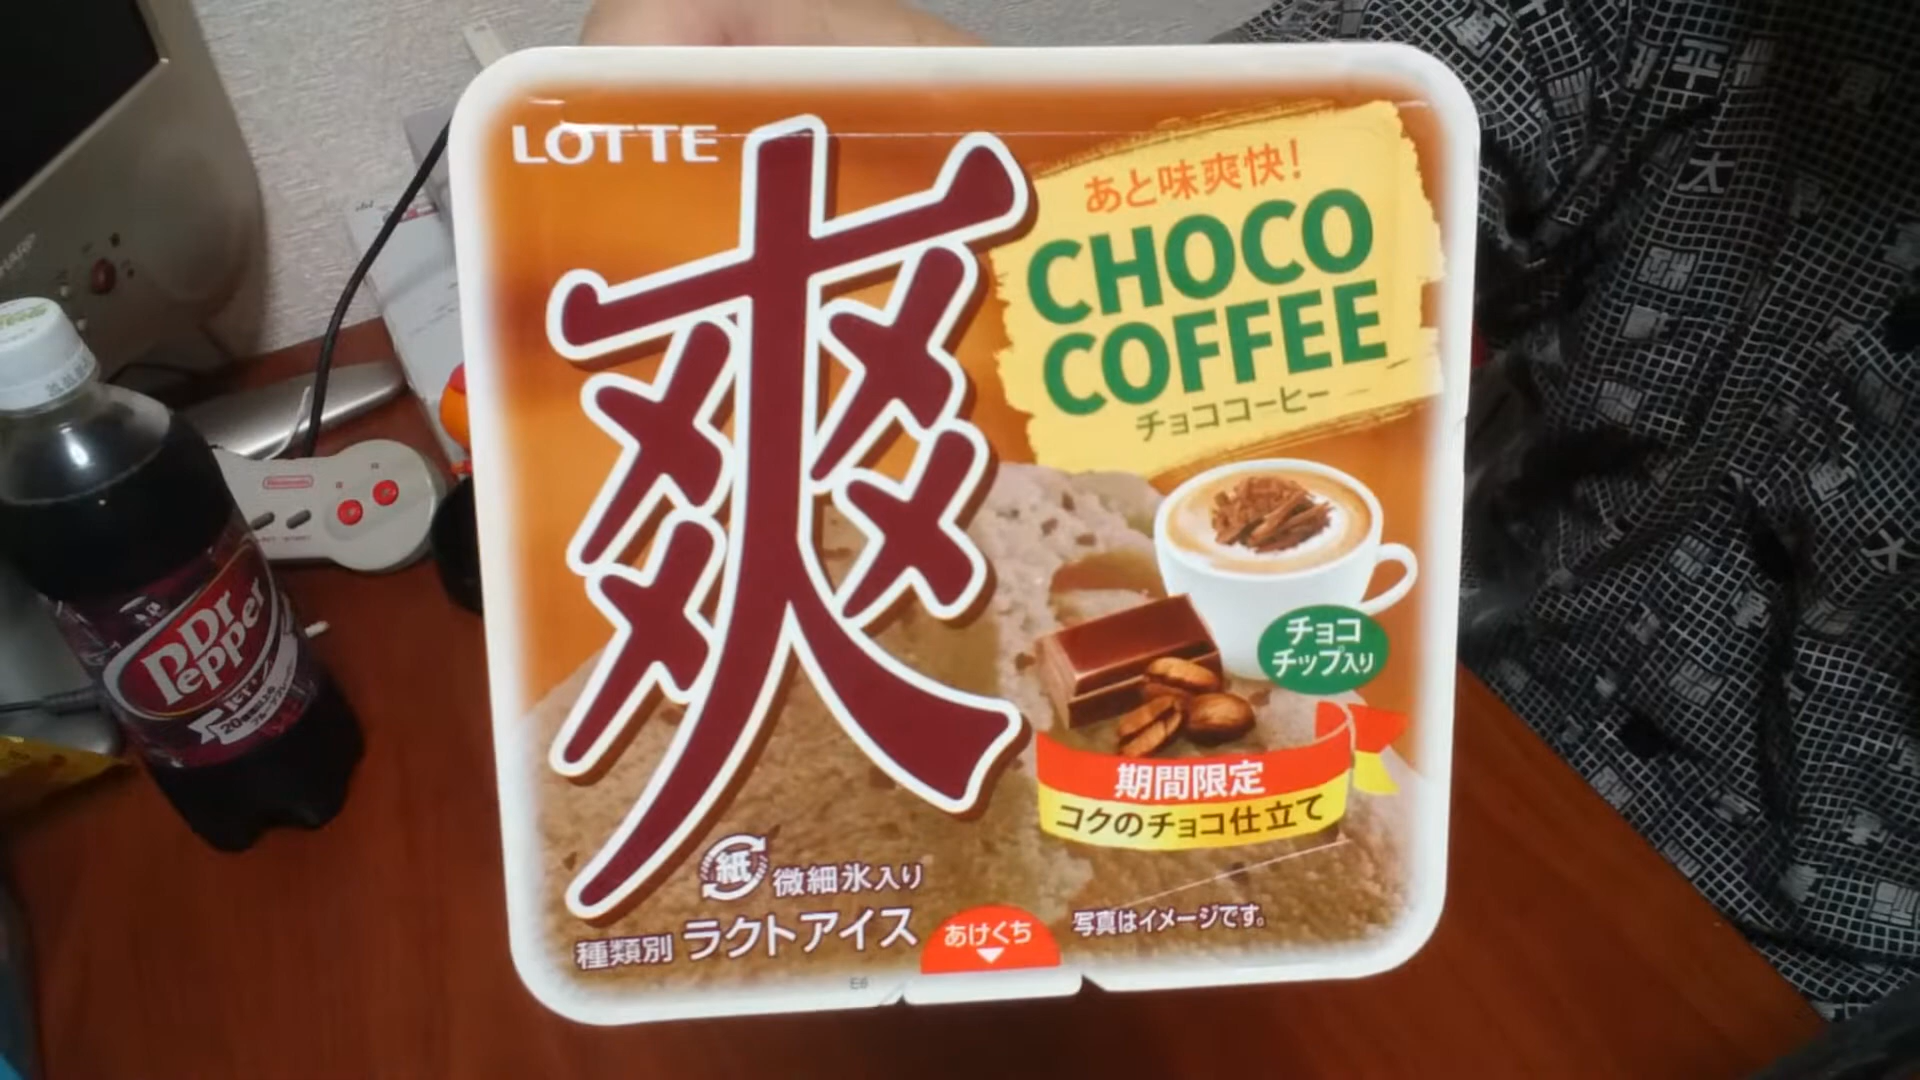 LOTTE
爽
あと味爽快!
CHOCO
COFFEE
チョココーヒー
チョコ
チップ入り
期間限定
コクのチョコ仕立て
紙
微細氷入り
種類別 ラクトアイス
あけくち
写真はイメージです。
E6
SHARP
Nintendo
Dr
Pepper
太